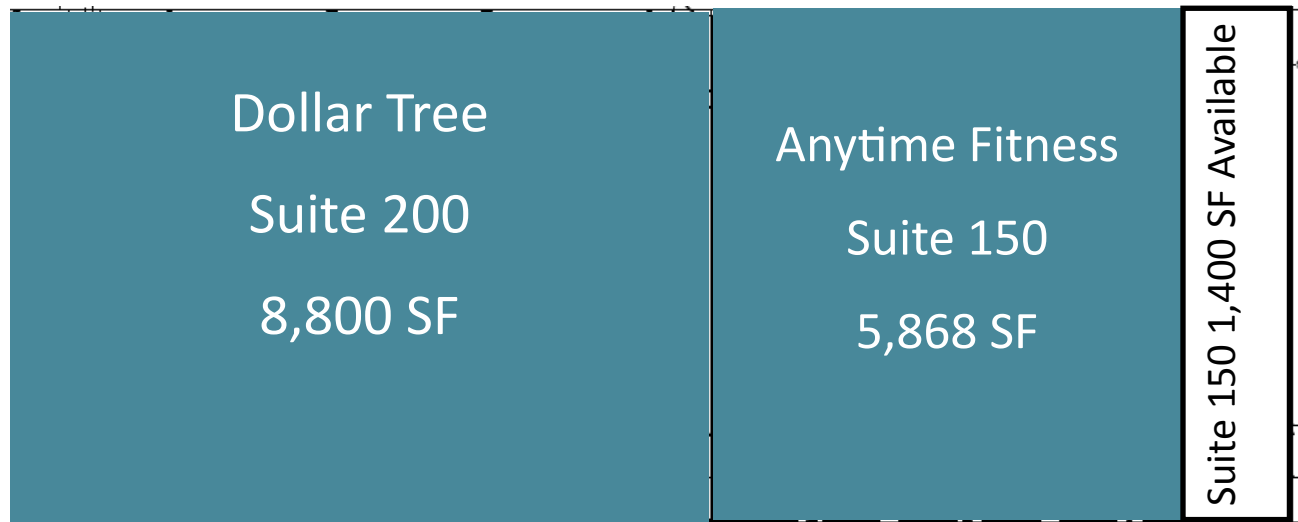 Dollar Tree
Suite 200
8,800 SF
Anytime Fitness
Suite 150
5,868 SF
Suite 150 1,400 SF Available